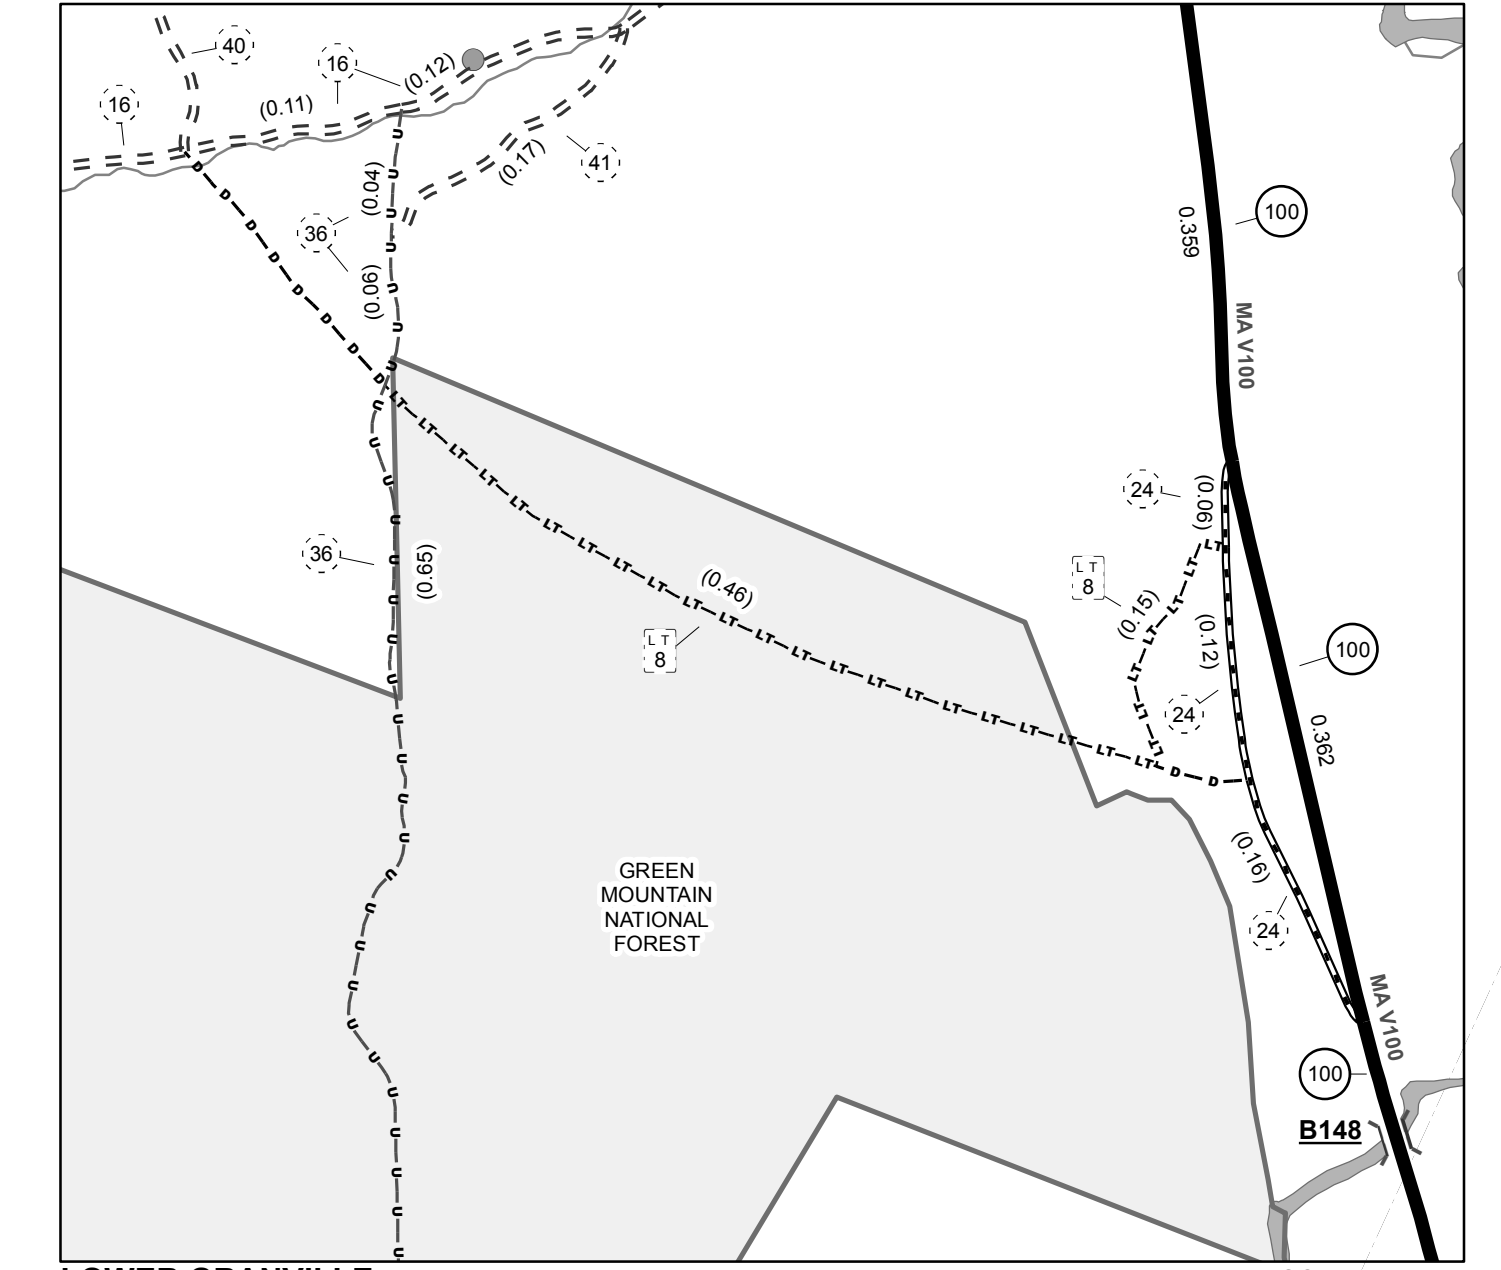 40
16
(0.12)
16
(0.11)
41
(0.17)
(0.04)
36
(0.06)
100
0.359
MA V100
24
(0.06)
36
(0.65)
L T
8
(0.46)
L T
8
(0.15)
(0.12)
24
100
0.362
(0.16)
24
GREEN
MOUNTAIN
NATIONAL
FOREST
MA V100
100
B148
LOWER GRANVILLE